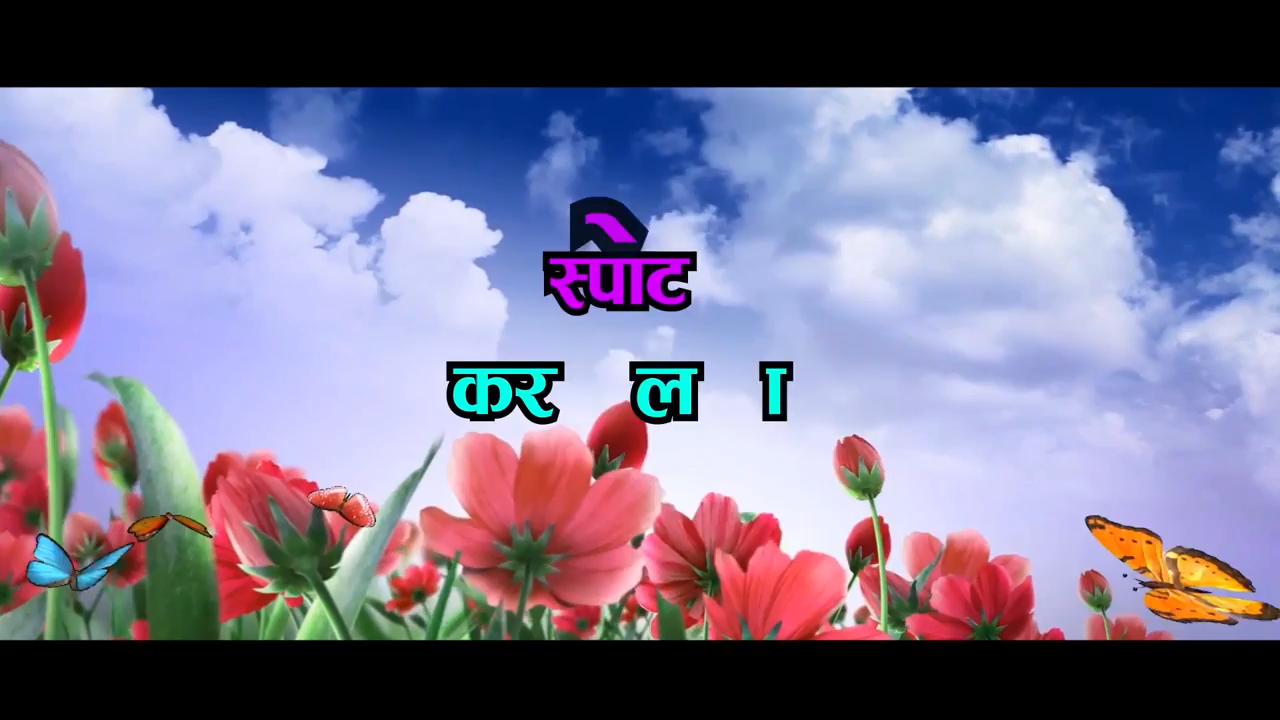 स्पोट
कर ल ा